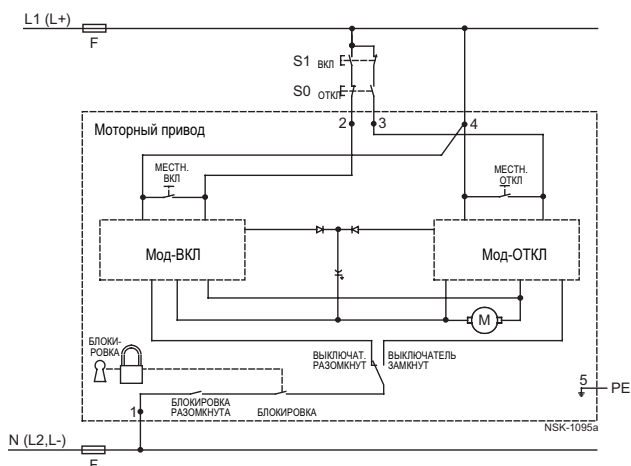 L1 (L+)
F
S1 ВКЛ
S0 ОТКЛ
2
3
4
Моторный привод
МЕСТН.
ВКЛ
МЕСТН.
ОТКЛ
Мод-ВКЛ
Мод-ОТКЛ
M
БЛОКИ-
РОВКА
ВЫКЛЮЧАТ.
РАЗОМКНУТ
ВЫКЛЮЧАТЕЛЬ
ЗАМКНУТ
БЛОКИРОВКА
РАЗОМКНУТА
БЛОКИРОВКА
5
PE
1
NSK-1095a
N (L2,L-)
F